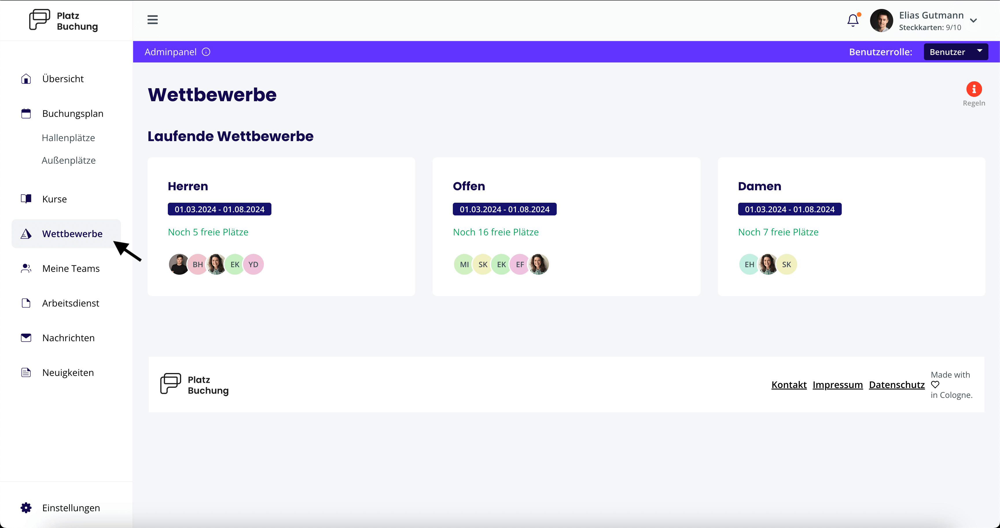 Platz
Buchung
Elias Gutmann
Steckkarten: 9/10
Adminpanel
Benutzerrolle:
Benutzer
Übersicht
Buchungsplan
Hallenplätze
Außenplätze
Kurse
Wettbewerbe
Meine Teams
Arbeitsdienst
Nachrichten
Neuigkeiten
Einstellungen
Wettbewerbe
Regeln
Laufende Wettbewerbe
Herren
01.03.2024 - 01.08.2024
Noch 5 freie Plätze
BH EK YD
Offen
01.03.2024 - 01.08.2024
Noch 16 freie Plätze
MI SK EK EF
Damen
01.03.2024 - 01.08.2024
Noch 7 freie Plätze
EH SK
Platz
Buchung
Kontakt Impressum Datenschutz
Made with
in Cologne.